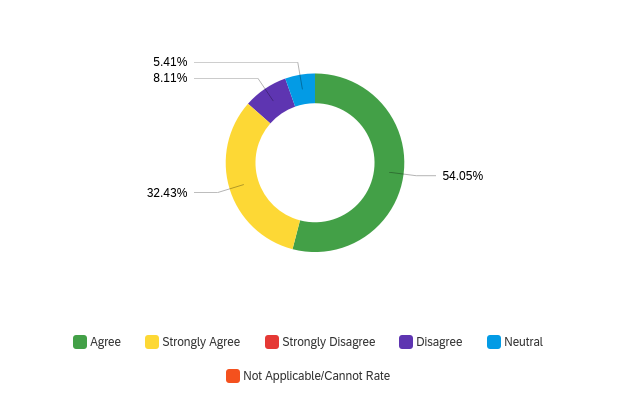 5.41%
8.11%
54.05%
32.43%
Agree Strongly Agree Strongly Disagree Disagree Neutral
Not Applicable/Cannot Rate